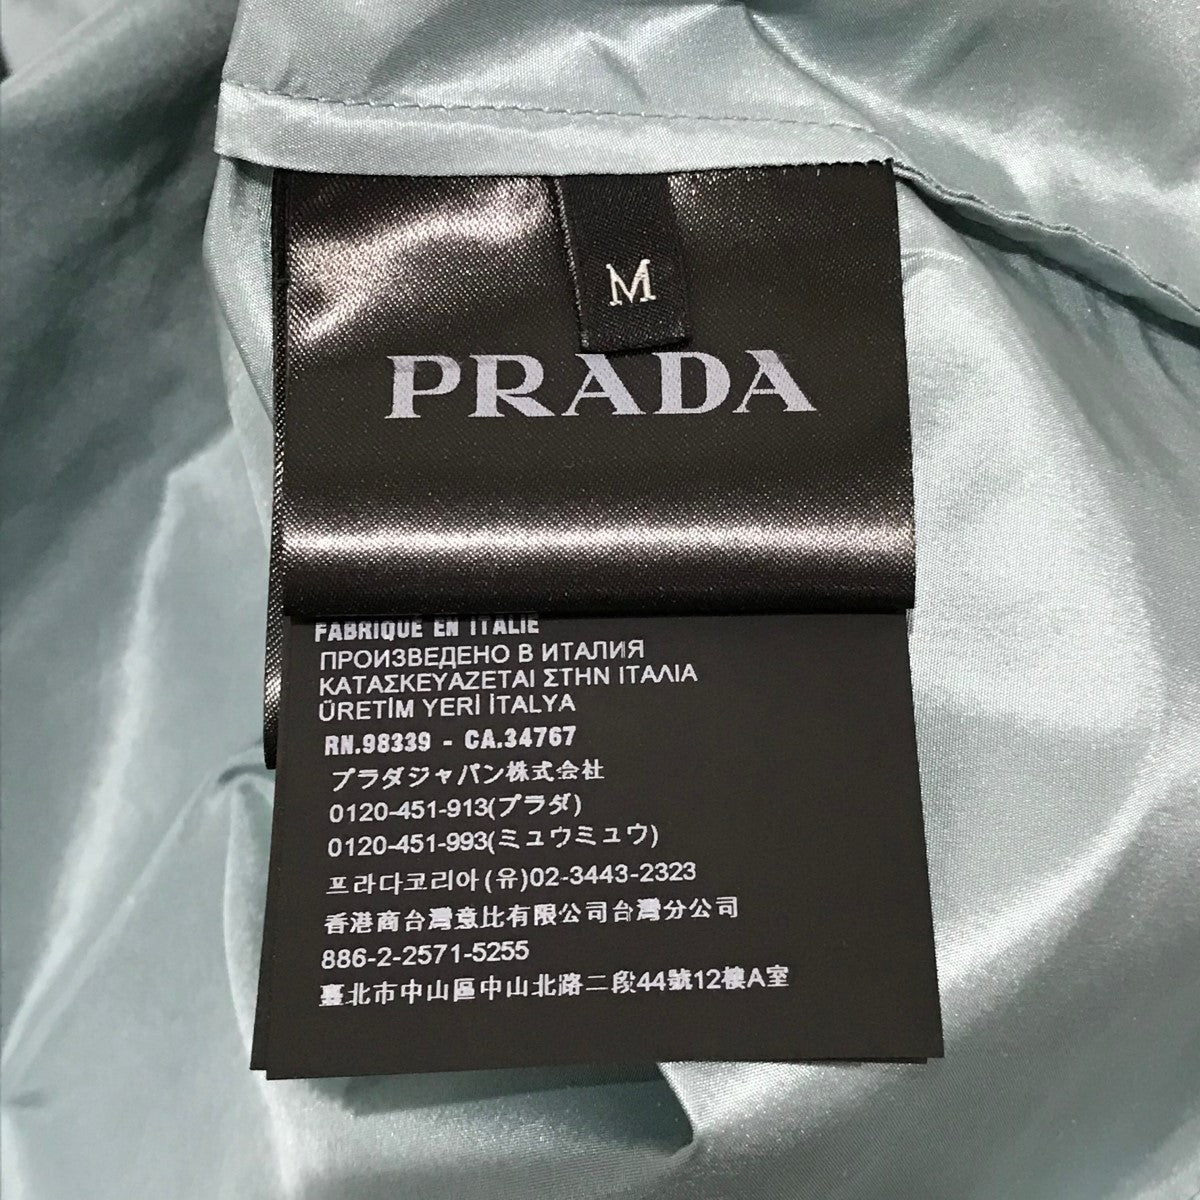 M
PRADA
FABRIQUE EN ITALIE
ПРОИЗВЕДЕНО В ИТАЛИЯ
ΚΑΤΑΣΚΕΥΑΖΕΤΑΙ ΣΤΗΝ ΙΤΑΛΙΑ
ÜRETİM YERİ İTALYA
RN.98339 - CA.34767
プラダジャパン株式会社
0120-451-913(プラダ)
0120-451-993(ミュウミュウ)
프라다코리아(유)02-3443-2323
香港商台灣意比有限公司台灣分公司
886-2-2571-5255
臺北市中山區中山北路二段44號12樓A室